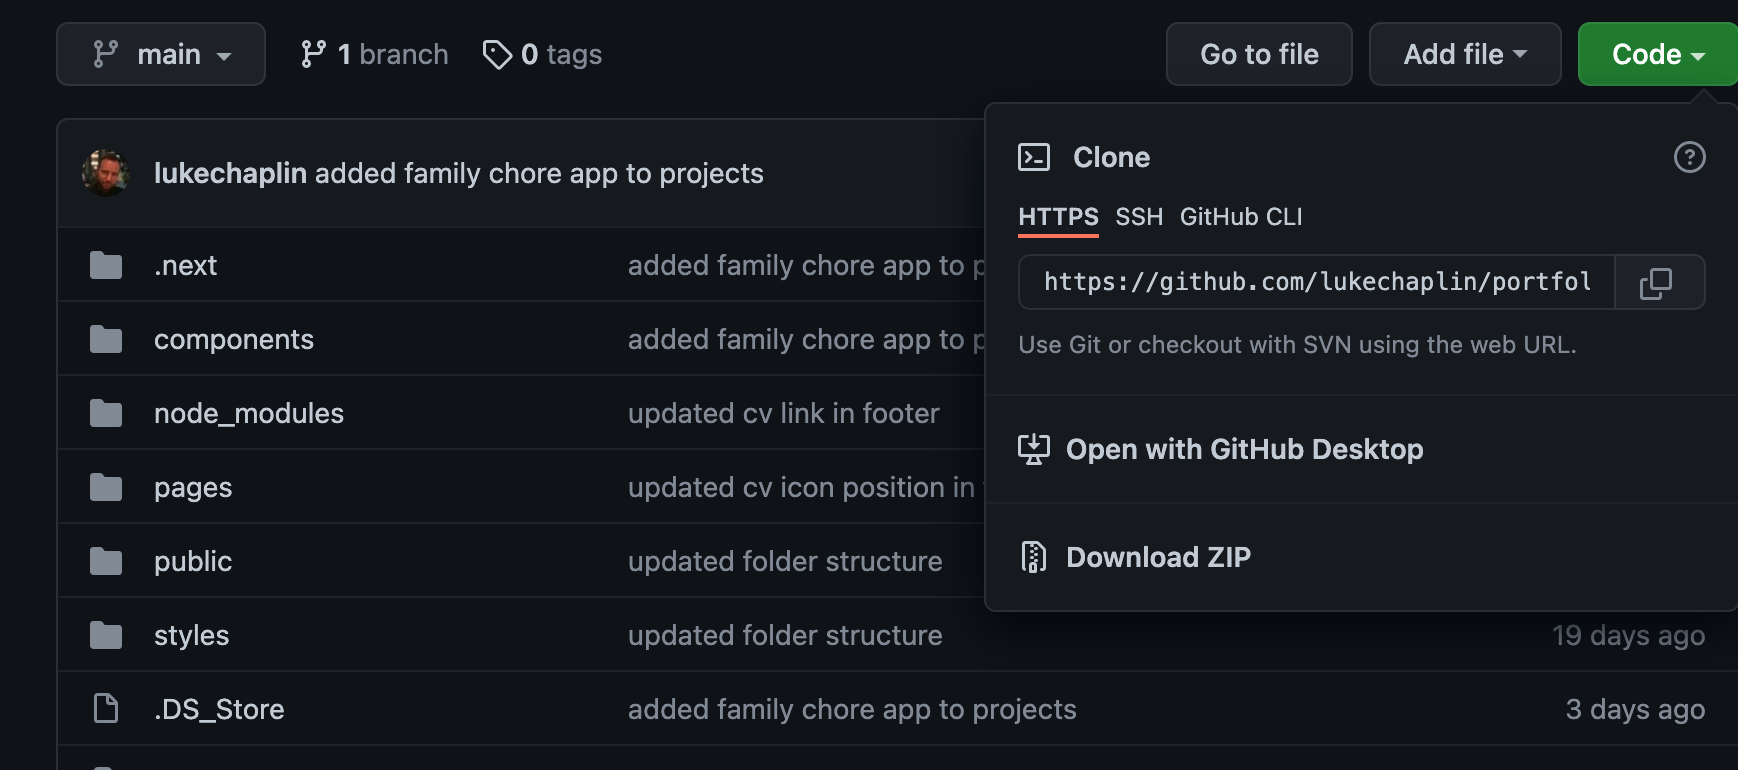 main
1 branch
0 tags
Go to file
Add file
Code
lukechaplin added family chore app to projects
.next
added family chore app to p
components
added family chore app to p
node_modules
updated cv link in footer
pages
updated cv icon position in
public
updated folder structure
styles
updated folder structure
19 days ago
.DS_Store
added family chore app to projects
3 days ago
Clone
HTTPS SSH GitHub CLI
https://github.com/lukechaplin/portfol
Use Git or checkout with SVN using the web URL.
Open with GitHub Desktop
Download ZIP